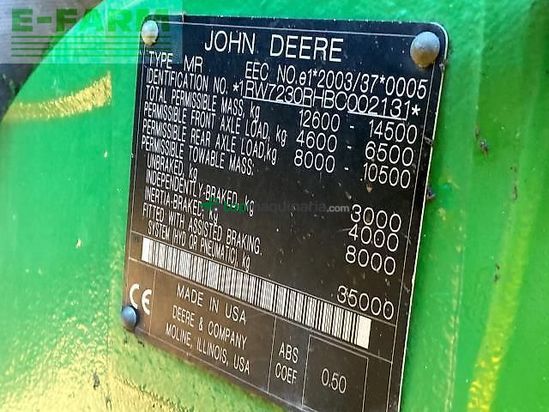 E-FARM
JOHN DEERE
TYPE MR EEC NO.e1*2003/37*0005
IDENTIFICATION NO. *1RW7230RHBC002131*
TOTAL PERMISSIBLE MASS, kg 12600 - 14500
PERMISSIBLE FRONT AXLE LOAD, kg 4600 - 6500
PERMISSIBLE REAR AXLE LOAD, kg 8000 - 10500
PERMISSIBLE TOWABLE MASS:
UNBRAKED, kg 3000
INDEPENDENTLY-BRAKED, kg 4000
INERTIA-BRAKED, kg 8000
FITTED WITH ASSISTED BRAKING
SYSTEM (HYD OR PNEUMATIC), kg 35000
CE
MADE IN USA
DEERE & COMPANY
MOLINE, ILLINOIS, USA
ABS
COEF
0.50